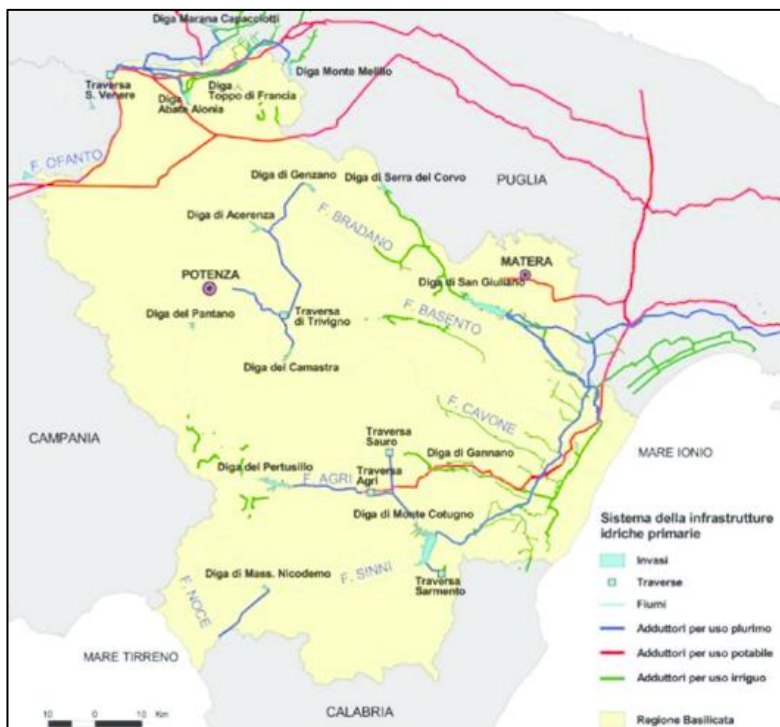 Diga Marana Capacciotti
Diga Monte Melillo
Traversa
S. Venere
Diga
Abate Alonia
Diga
Toppo di Francia
F. OFANTO
Diga di Genzano
Diga di Serra del Corvo
PUGLIA
Diga di Acerenza
F. BRADANO
MATERA
POTENZA
Diga di San Giuliano
Diga del Pantano
Traversa
di Trivigno
F. BASENTO
Diga del Camastra
F. CAVONE
CAMPANIA
Traversa
Sauro
Diga di Gannano
MARE IONIO
Diga del Pertusillo
F. AGRI
Traversa
Agri
Diga di Monte Cotugno
Diga di Mass. Nicodemo
F. SINNI
Traversa
Sarmento
F. NOCE
MARE TIRRENO
CALABRIA
Sistema della infrastrutture
idriche primarie
Invasi
Traverse
Fiumi
Adduttori per uso plurimo
Adduttori per uso potabile
Adduttori per uso irriguo
Regione Basilicata
10 0 10 Km